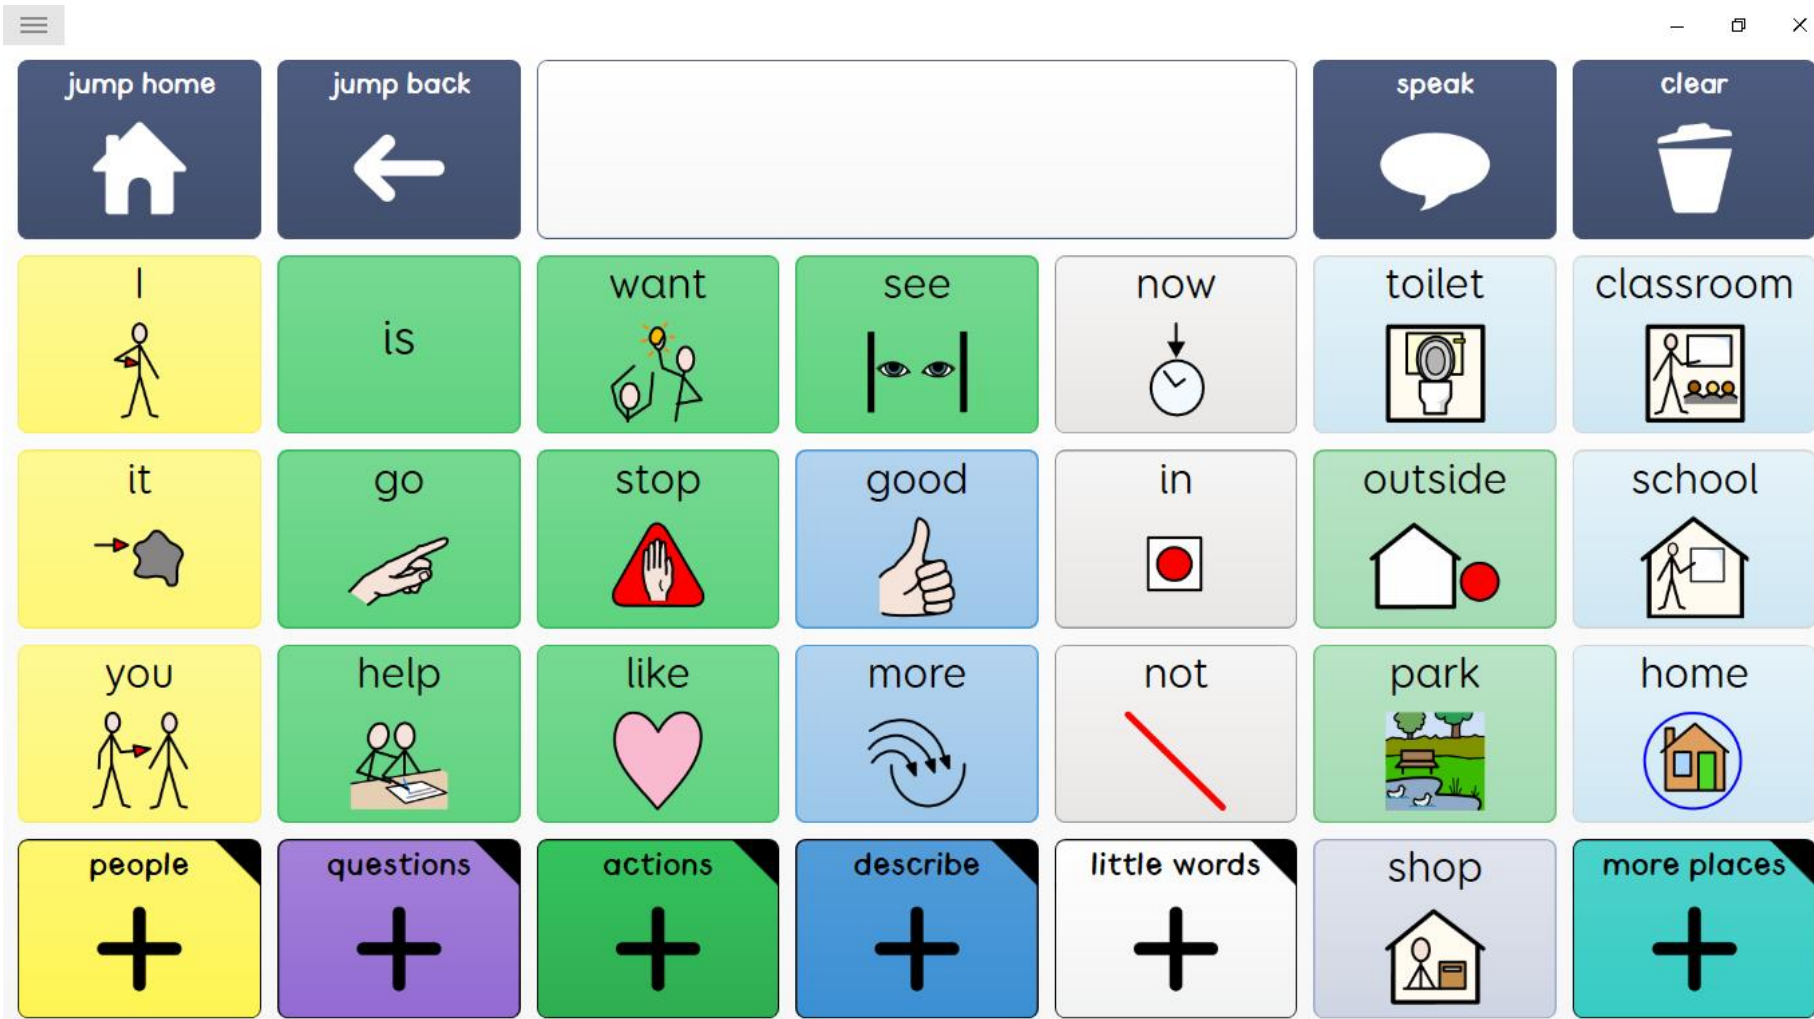 jump home
jump back
speak
clear
I
is
want
see
now
toilet
classroom
it
go
stop
good
in
outside
school
you
help
like
more
not
park
home
people
questions
actions
describe
little words
shop
more places